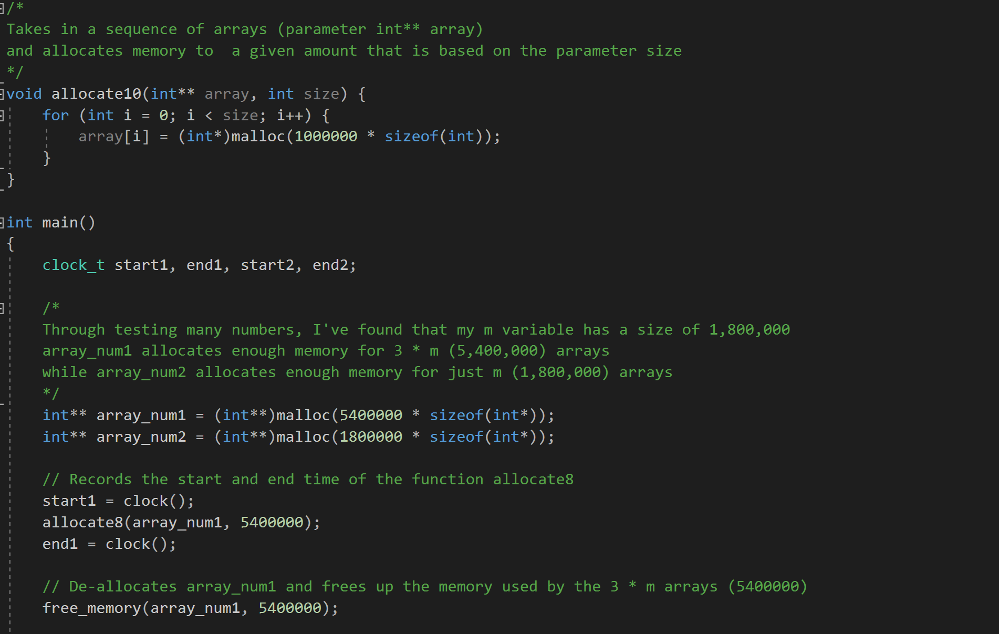 /*
Takes in a sequence of arrays (parameter int** array)
and allocates memory to  a given amount that is based on the parameter size
*/
void allocate10(int** array, int size) {
    for (int i = 0; i < size; i++) {
        array[i] = (int*)malloc(1000000 * sizeof(int));
    }
}

int main()
{
    clock_t start1, end1, start2, end2;

    /*
    Through testing many numbers, I've found that my m variable has a size of 1,800,000
    array_num1 allocates enough memory for 3 * m (5,400,000) arrays
    while array_num2 allocates enough memory for just m (1,800,000) arrays
    */
    int** array_num1 = (int**)malloc(5400000 * sizeof(int*));
    int** array_num2 = (int**)malloc(1800000 * sizeof(int*));

    // Records the start and end time of the function allocate8
    start1 = clock();
    allocate8(array_num1, 5400000);
    end1 = clock();

    // De-allocates array_num1 and frees up the memory used by the 3 * m arrays (5400000)
    free_memory(array_num1, 5400000);